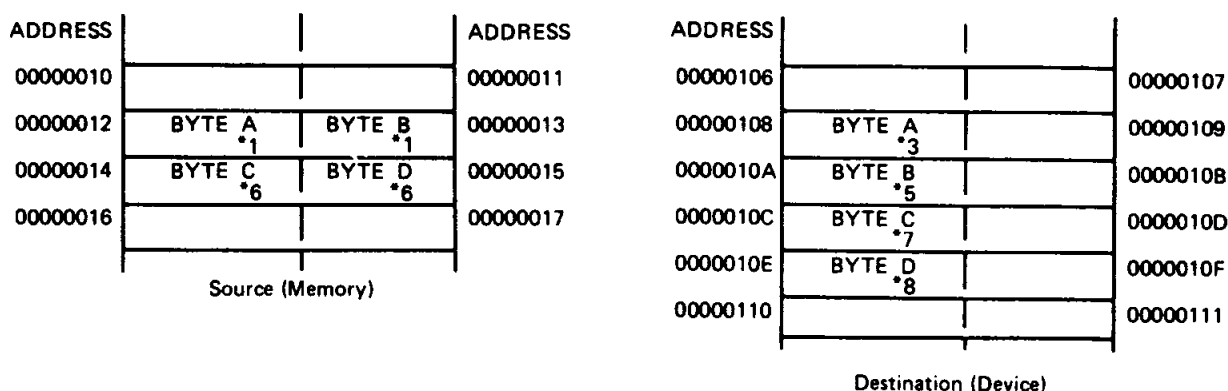 ADDRESS ADDRESS
00000010 00000011
00000012 BYTE A BYTE B 00000013
*1 *1
00000014 BYTE C BYTE D 00000015
*6 *6
00000016 00000017
Source (Memory)
ADDRESS
00000106 00000107
00000108 BYTE A 00000109
*3
0000010A BYTE B 0000010B
*5
0000010C BYTE C 0000010D
*7
0000010E BYTE D 0000010F
*8
00000110 00000111
Destination (Device)